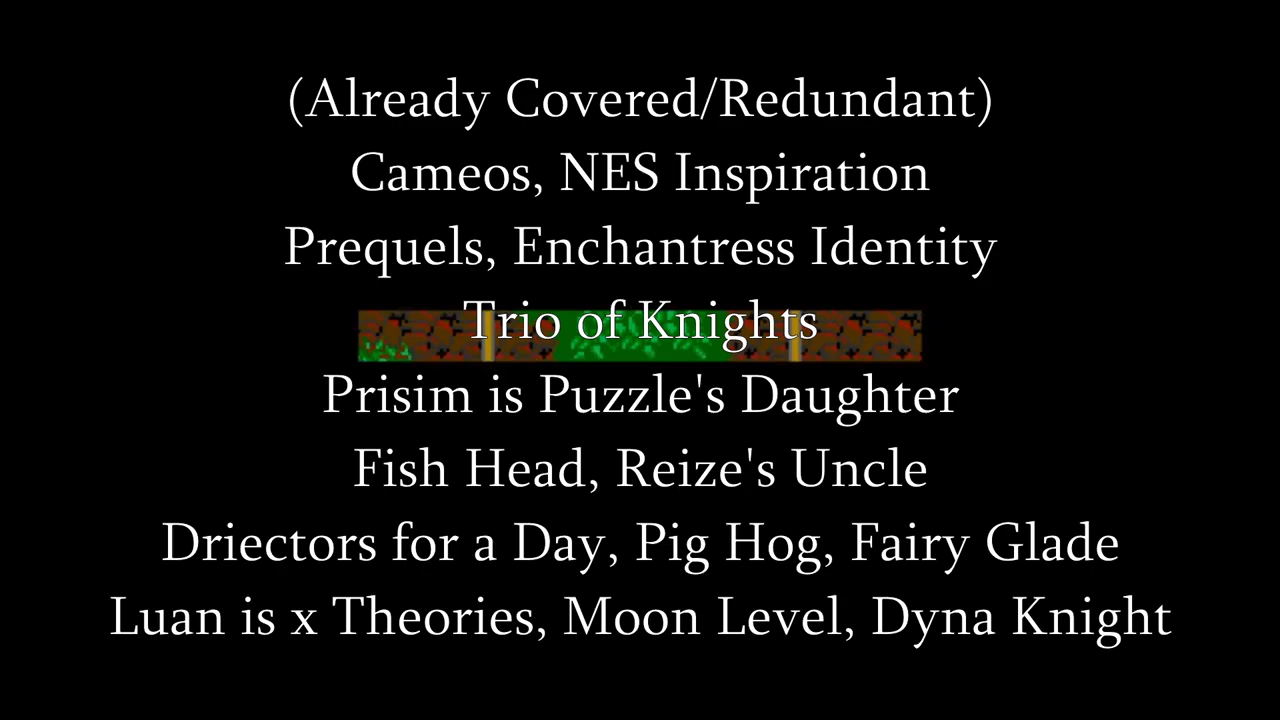 (Already Covered/Redundant)
Cameos, NES Inspiration
Prequels, Enchantress Identity
Trio of Knights
Prisim is Puzzle's Daughter
Fish Head, Reize's Uncle
Driectors for a Day, Pig Hog, Fairy Glade
Luan is x Theories, Moon Level, Dyna Knight